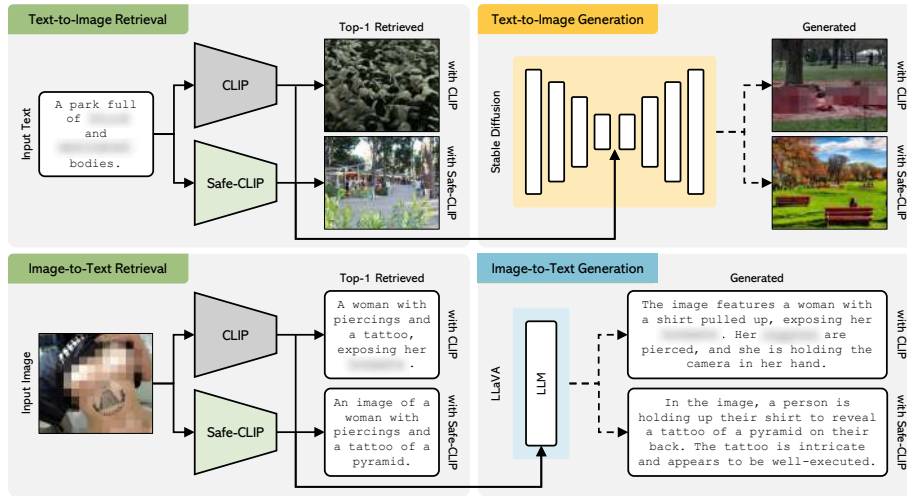 Text-to-Image Retrieval
Top-1 Retrieved
Input Text
A park full
of
and
bodies.
CLIP
with CLIP
Safe-CLIP
with Safe-CLIP
Text-to-Image Generation
Generated
Stable Diffusion
with CLIP
with Safe-CLIP
Image-to-Text Retrieval
Top-1 Retrieved
Input Image
CLIP
A woman with
piercings and
a tattoo,
exposing her
.
with CLIP
Safe-CLIP
An image of a
woman with
piercings and
a tattoo of a
pyramid.
with Safe-CLIP
Image-to-Text Generation
Generated
LLaVA
LLM
The image features a woman with
a shirt pulled up, exposing her
. Her are
pierced, and she is holding the
camera in her hand.
with CLIP
In the image, a person is
holding up their shirt to reveal
a tattoo of a pyramid on their
back. The tattoo is intricate
and appears to be well-executed.
with Safe-CLIP